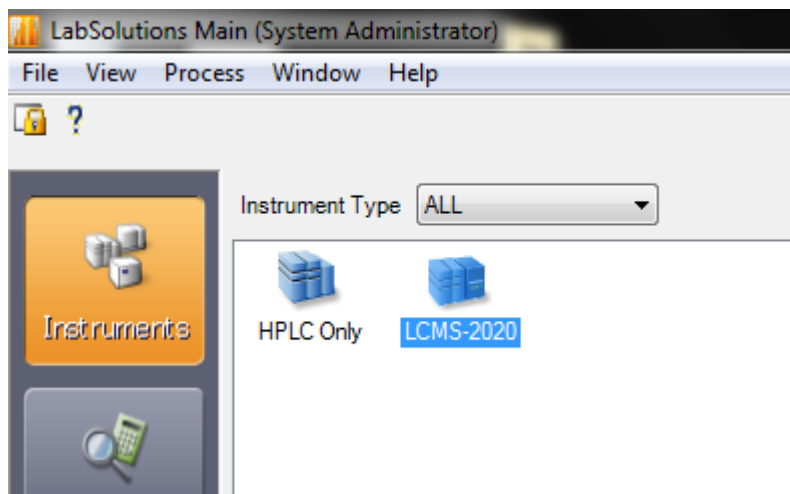 LabSolutions Main (System Administrator)
File View Process Window Help
?
Instrument Type ALL
Instruments
HPLC Only LCMS-2020